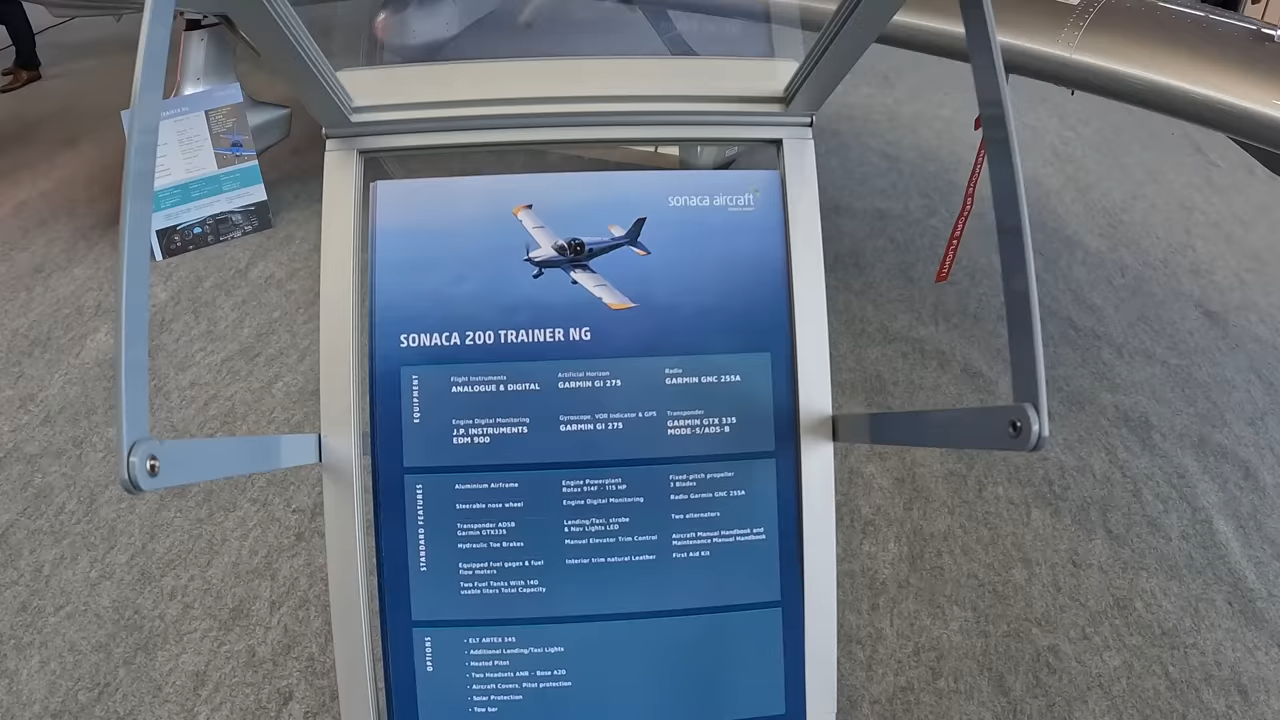 TRAINER NG
sonaca aircraft
SONACA 200 TRAINER NG
EQUIPMENT
Flight Instruments
ANALOGUE & DIGITAL
Artificial Horizon
GARMIN GI 275
Radio
GARMIN GNC 255A
Engine Digital Monitoring
J.P. INSTRUMENTS
EDM 900
Gyroscope, VOR Indicator & GPS
GARMIN GI 275
Transponder
GARMIN GTX 335
MODE-S/ADS-B
STANDARD FEATURES
Aluminium Airframe
Steerable nose wheel
Transponder ADSB
Garmin GTX335
Hydraulic Toe Brakes
Equipped fuel gages & fuel
flow meters
Two Fuel Tanks With 140
usable liters Total Capacity
Engine Powerplant
Rotax 914F - 115 HP
Engine Digital Monitoring
Landing/Taxi, strobe
& Nav Lights LED
Manual Elevator Trim Control
Interior trim natural Leather
Fixed-pitch propeller
3 Blades
Radio Garmin GNC 255A
Two alternators
Aircraft Manual Handbook and
Maintenance Manual Handbook
First Aid Kit
OPTIONS
• ELT ARTEX 345
• Additional Landing/Taxi Lights
• Heated Pitot
• Two Headsets ANR - Bose A20
• Aircraft Covers, Pitot protection
• Solar Protection
• Tow bar
REMOVE BEFORE FLIGHT!